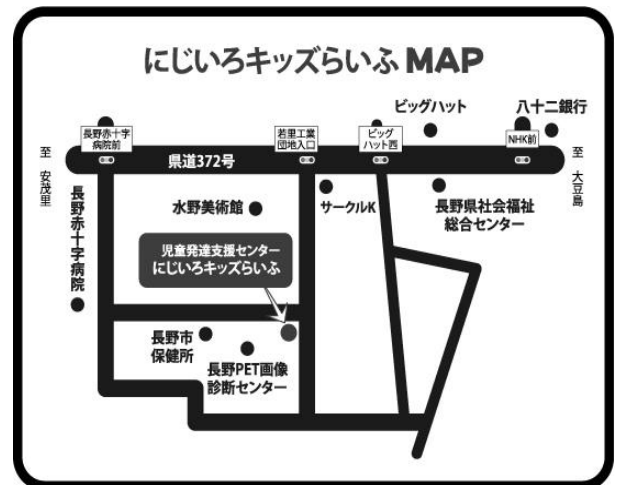 にじいろキッズらいふ MAP
ビッグハット
八十二銀行
長野赤十字
病院前
若里工業
団地入口
ビッグ
ハット西
NHK前
至 安茂里
県道372号
至 大豆島
長野赤十字病院
水野美術館
サークルK
長野県社会福祉
総合センター
児童発達支援センター
にじいろキッズらいふ
長野市
保健所
長野PET画像
診断センター